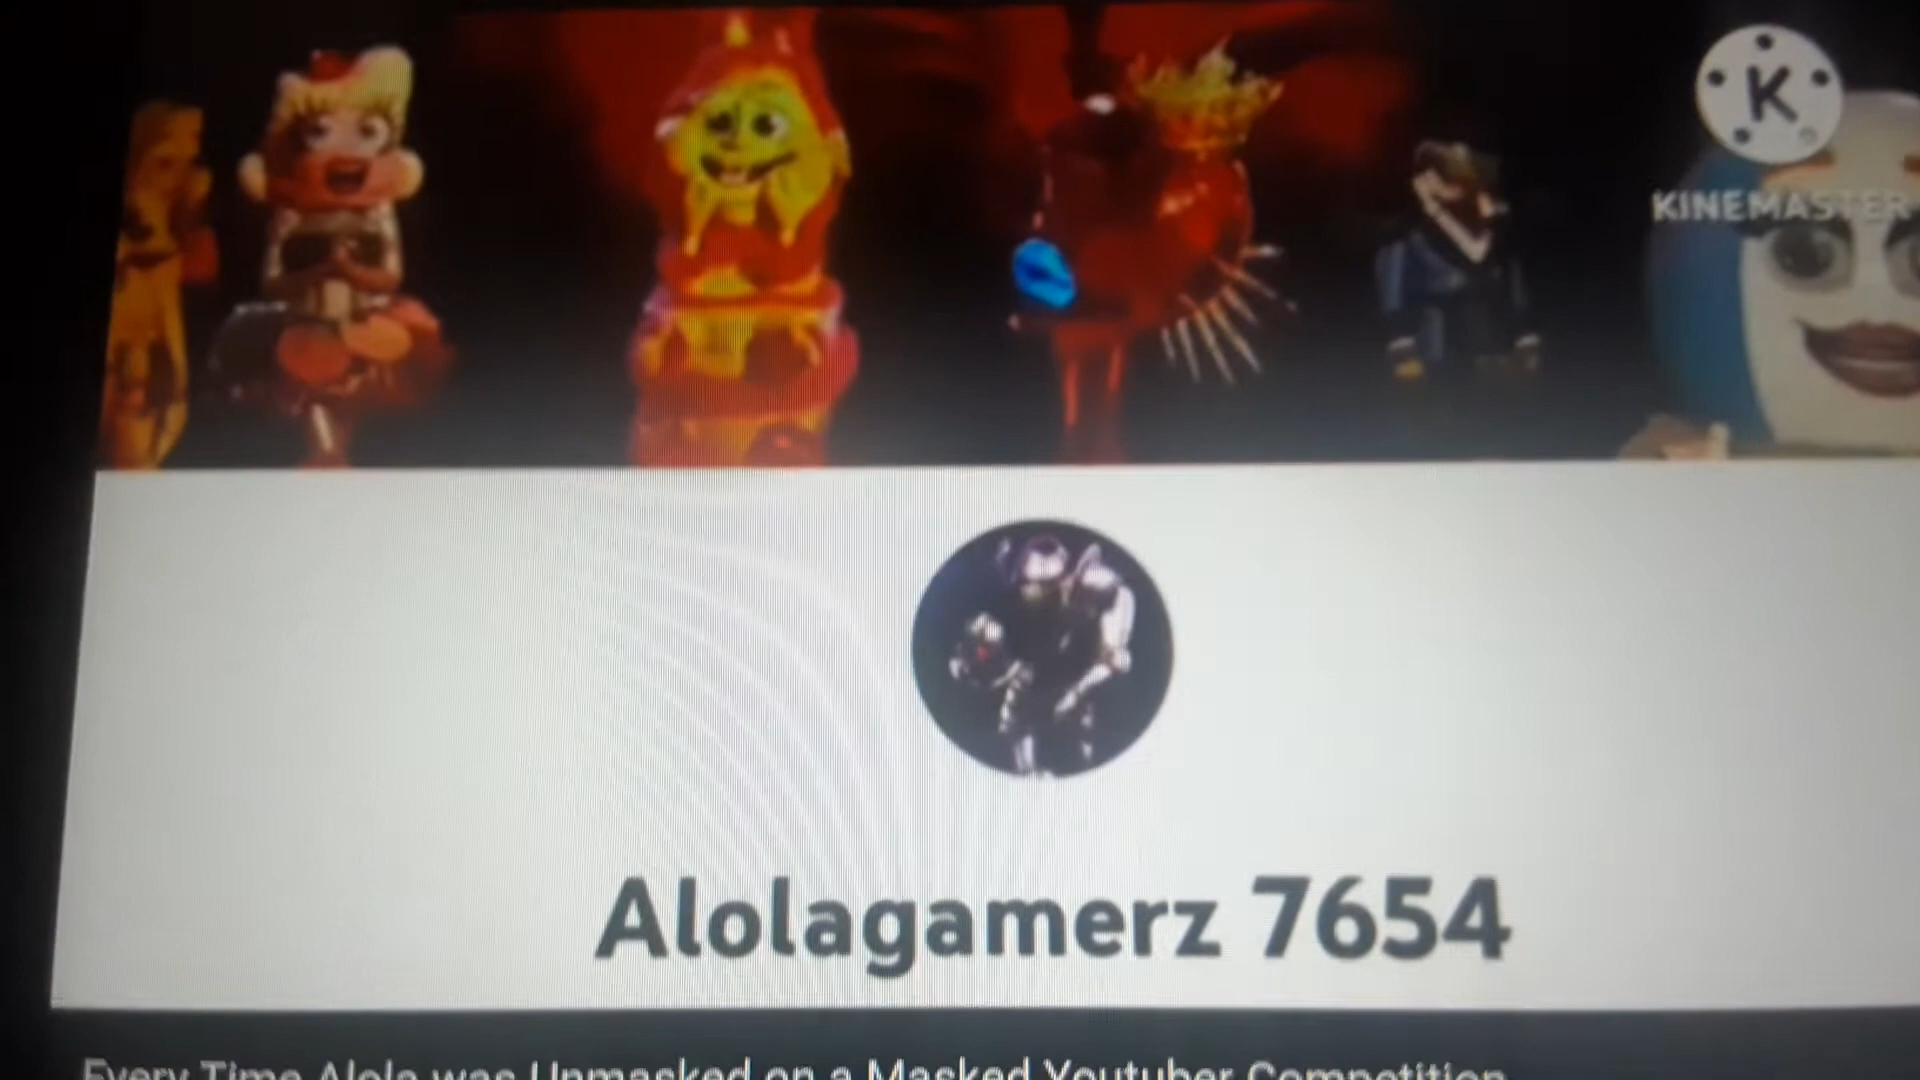 K
KINEMASTER
Alolagamerz 7654
Every Time Alola was Unmasked on a Masked Youtuber Competition